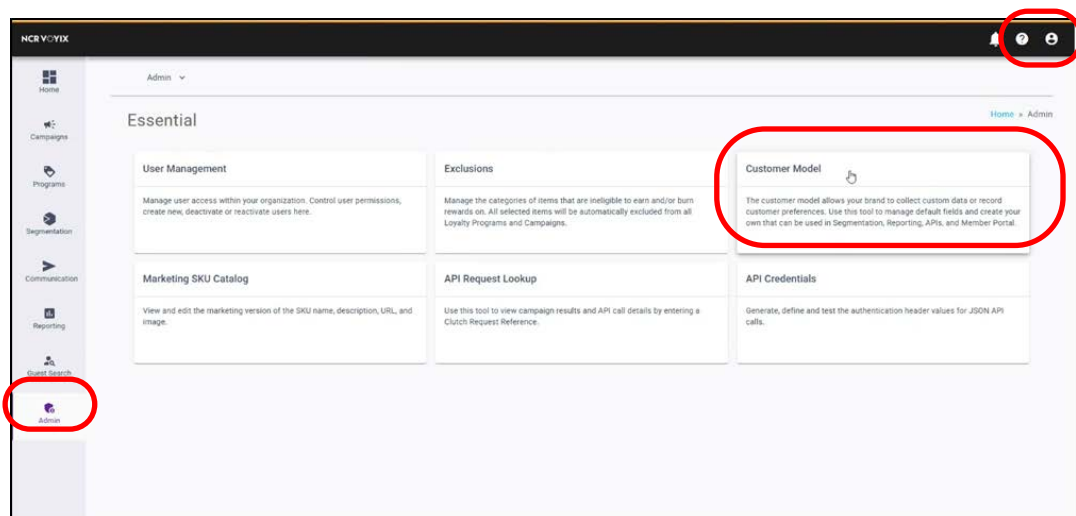 NCR VOYIX
Home
Campaigns
Programs
Segmentation
Communication
Reporting
Guest Search
Admin
Admin
Home » Admin
Essential
User Management
Manage user access within your organization. Control user permissions,
create new, deactivate or reactivate users here.
Exclusions
Manage the categories of items that are ineligible to earn and/or burn
rewards on. All selected items will be automatically excluded from all
Loyalty Programs and Campaigns.
Customer Model
The customer model allows your brand to collect custom data or record
customer preferences. Use this tool to manage default fields and create your
own that can be used in Segmentation, Reporting, APIs, and Member Portal.
Marketing SKU Catalog
View and edit the marketing version of the SKU name, description, URL, and
image.
API Request Lookup
Use this tool to view campaign results and API call details by entering a
Clutch Request Reference.
API Credentials
Generate, define and test the authentication header values for JSON API
calls.